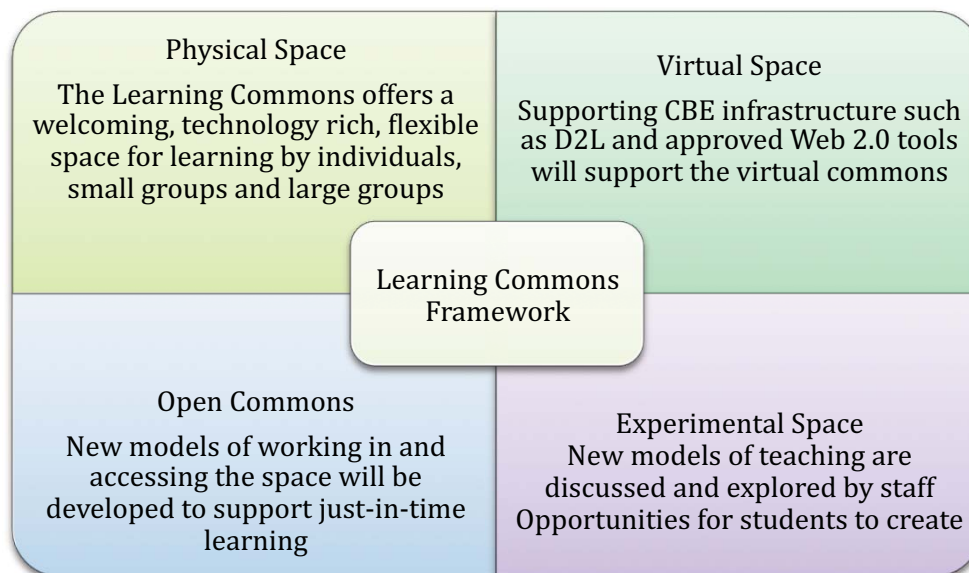 Physical Space
The Learning Commons offers a
welcoming, technology rich, flexible
space for learning by individuals,
small groups and large groups
Virtual Space
Supporting CBE infrastructure such
as D2L and approved Web 2.0 tools
will support the virtual commons
Learning Commons
Framework
Open Commons
New models of working in and
accessing the space will be
developed to support just-in-time
learning
Experimental Space
New models of teaching are
discussed and explored by staff
Opportunities for students to create